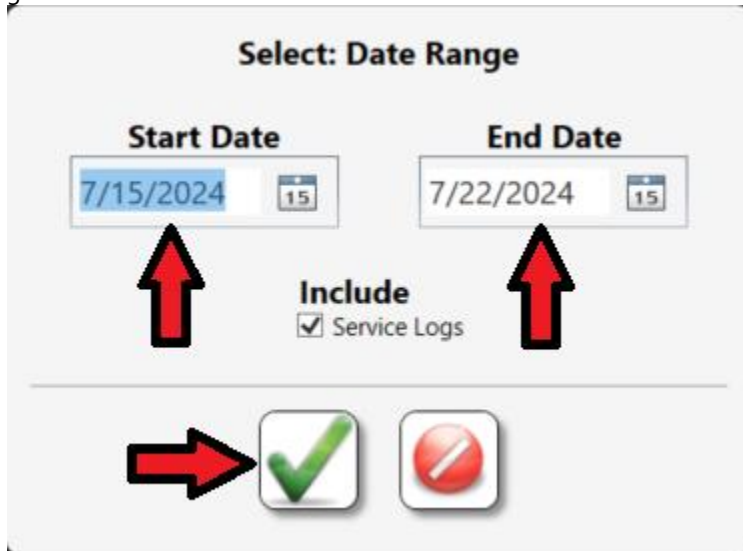 Select: Date Range
Start Date
End Date
7/15/2024
15
7/22/2024
15
Include
Service Logs